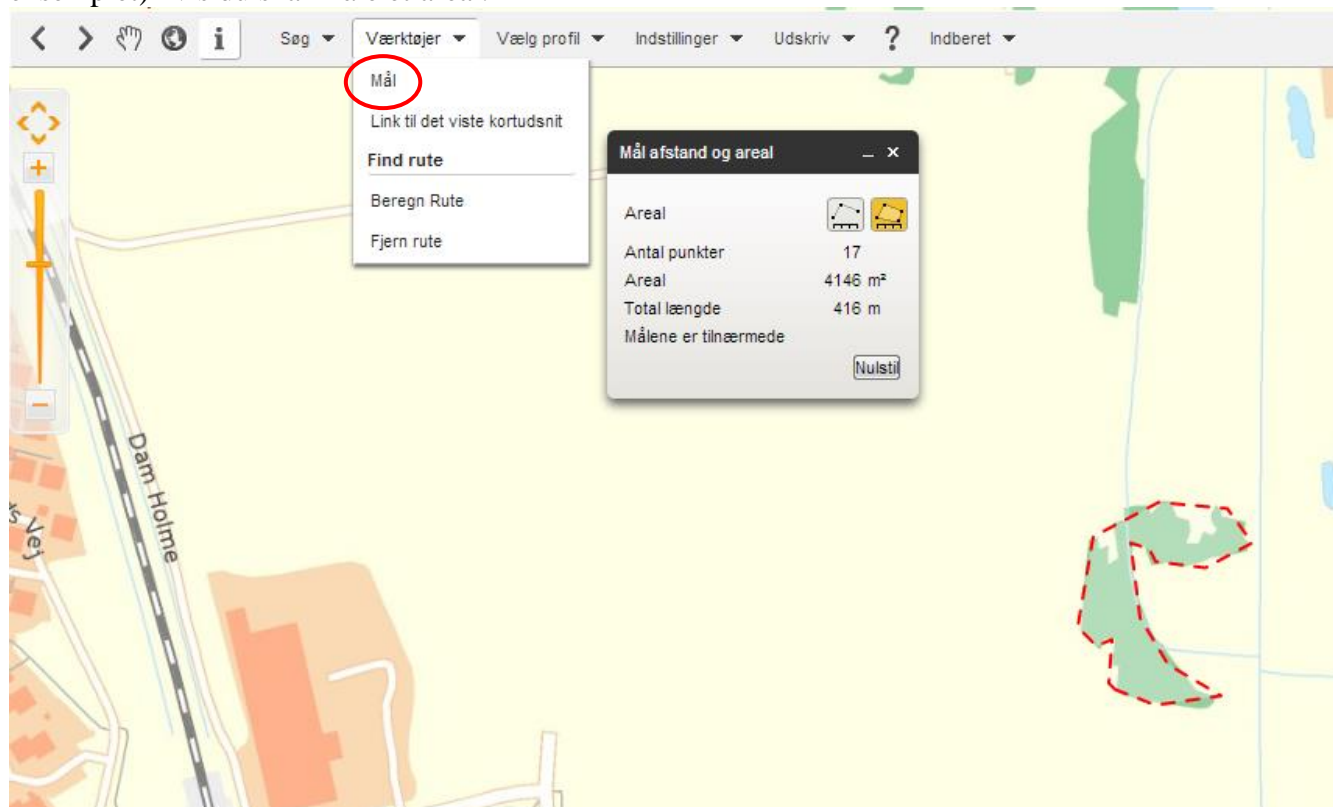 Søg Værktøjer Vælg profil Indstillinger Udskriv ? Indberet
Mål
Link til det viste kortudsnit
Find rute
Beregn Rute
Fjern rute
Mål afstand og areal
Areal
Antal punkter 17
Areal 4146 m²
Total længde 416 m
Målene er tilnærmede
Nulstil
Dam Holme
Vej